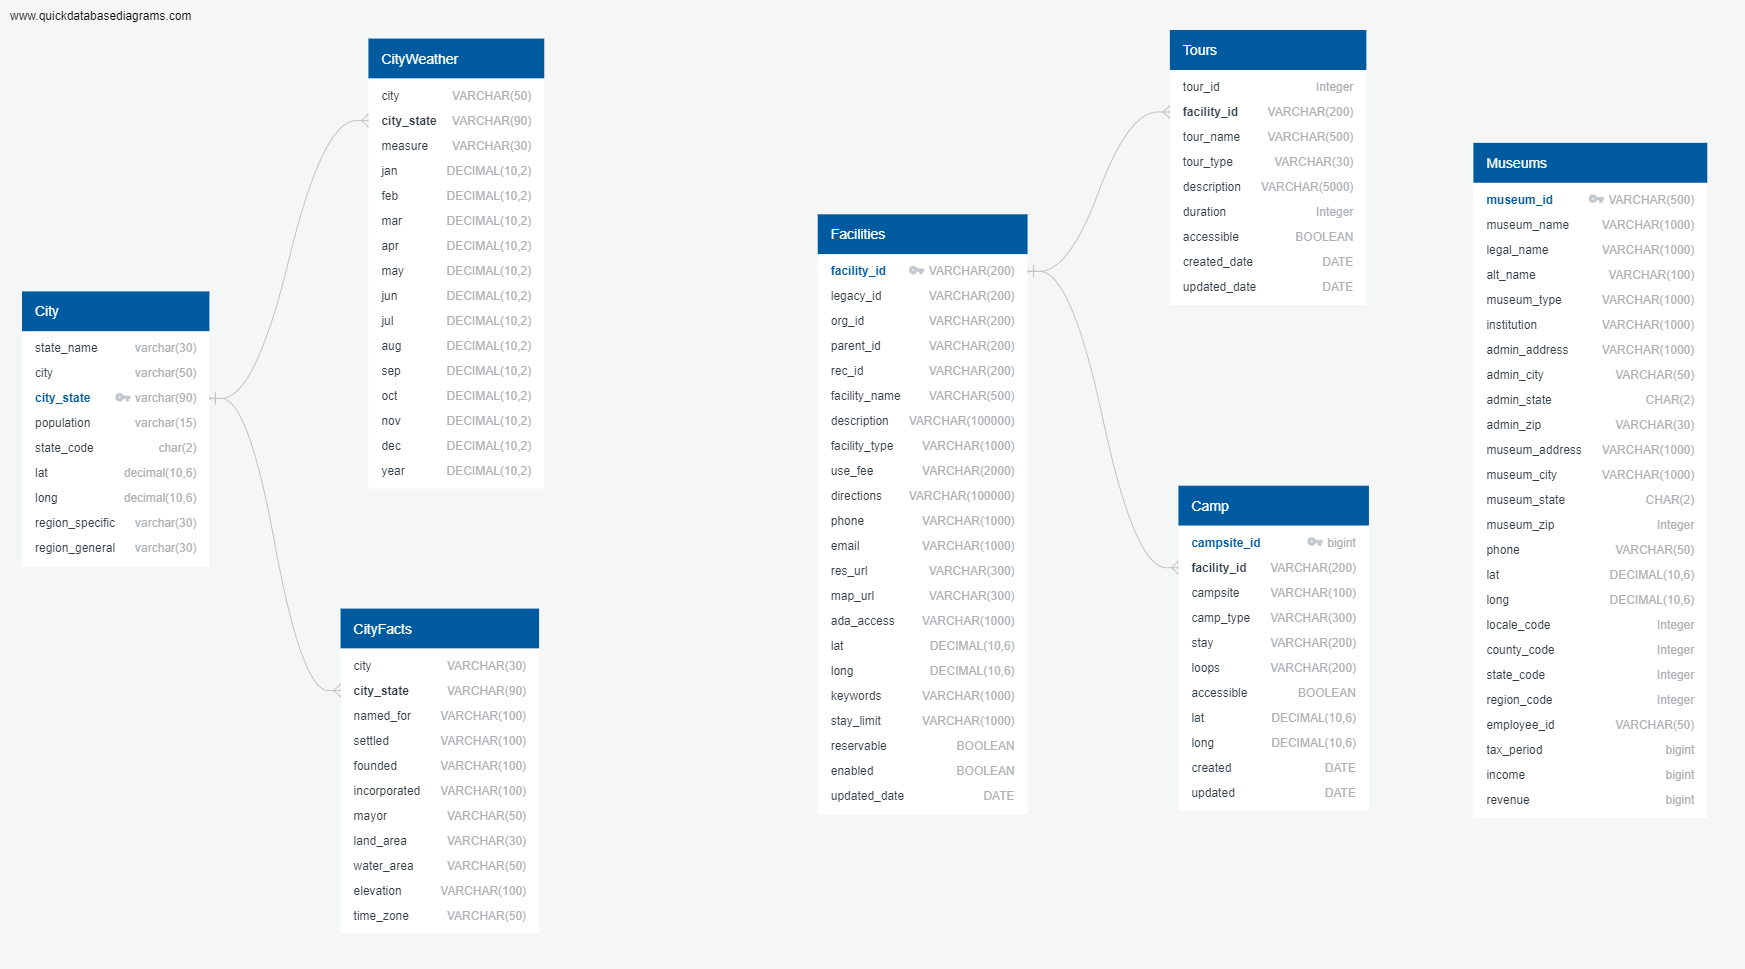 www.quickdatabasediagrams.com
City
state_name varchar(30)
city varchar(50)
city_state varchar(90)
population varchar(15)
state_code char(2)
lat decimal(10,6)
long decimal(10,6)
region_specific varchar(30)
region_general varchar(30)
CityWeather
city VARCHAR(50)
city_state VARCHAR(90)
measure VARCHAR(30)
jan DECIMAL(10,2)
feb DECIMAL(10,2)
mar DECIMAL(10,2)
apr DECIMAL(10,2)
may DECIMAL(10,2)
jun DECIMAL(10,2)
jul DECIMAL(10,2)
aug DECIMAL(10,2)
sep DECIMAL(10,2)
oct DECIMAL(10,2)
nov DECIMAL(10,2)
dec DECIMAL(10,2)
year DECIMAL(10,2)
CityFacts
city VARCHAR(30)
city_state VARCHAR(90)
named_for VARCHAR(100)
settled VARCHAR(100)
founded VARCHAR(100)
incorporated VARCHAR(100)
mayor VARCHAR(50)
land_area VARCHAR(30)
water_area VARCHAR(50)
elevation VARCHAR(100)
time_zone VARCHAR(50)
Facilities
facility_id VARCHAR(200)
legacy_id VARCHAR(200)
org_id VARCHAR(200)
parent_id VARCHAR(200)
rec_id VARCHAR(200)
facility_name VARCHAR(500)
description VARCHAR(100000)
facility_type VARCHAR(1000)
use_fee VARCHAR(2000)
directions VARCHAR(100000)
phone VARCHAR(1000)
email VARCHAR(1000)
res_url VARCHAR(300)
map_url VARCHAR(300)
ada_access VARCHAR(1000)
lat DECIMAL(10,6)
long DECIMAL(10,6)
keywords VARCHAR(1000)
stay_limit VARCHAR(1000)
reservable BOOLEAN
enabled BOOLEAN
updated_date DATE
Tours
tour_id Integer
facility_id VARCHAR(200)
tour_name VARCHAR(500)
tour_type VARCHAR(30)
description VARCHAR(5000)
duration Integer
accessible BOOLEAN
created_date DATE
updated_date DATE
Camp
campsite_id bigint
facility_id VARCHAR(200)
campsite VARCHAR(100)
camp_type VARCHAR(300)
stay VARCHAR(200)
loops VARCHAR(200)
accessible BOOLEAN
lat DECIMAL(10,6)
long DECIMAL(10,6)
created DATE
updated DATE
Museums
museum_id VARCHAR(500)
museum_name VARCHAR(1000)
legal_name VARCHAR(1000)
alt_name VARCHAR(100)
museum_type VARCHAR(1000)
institution VARCHAR(1000)
admin_address VARCHAR(1000)
admin_city VARCHAR(50)
admin_state CHAR(2)
admin_zip VARCHAR(30)
museum_address VARCHAR(1000)
museum_city VARCHAR(1000)
museum_state CHAR(2)
museum_zip Integer
phone VARCHAR(50)
lat DECIMAL(10,6)
long DECIMAL(10,6)
locale_code Integer
county_code Integer
state_code Integer
region_code Integer
employee_id VARCHAR(50)
tax_period bigint
income bigint
revenue bigint